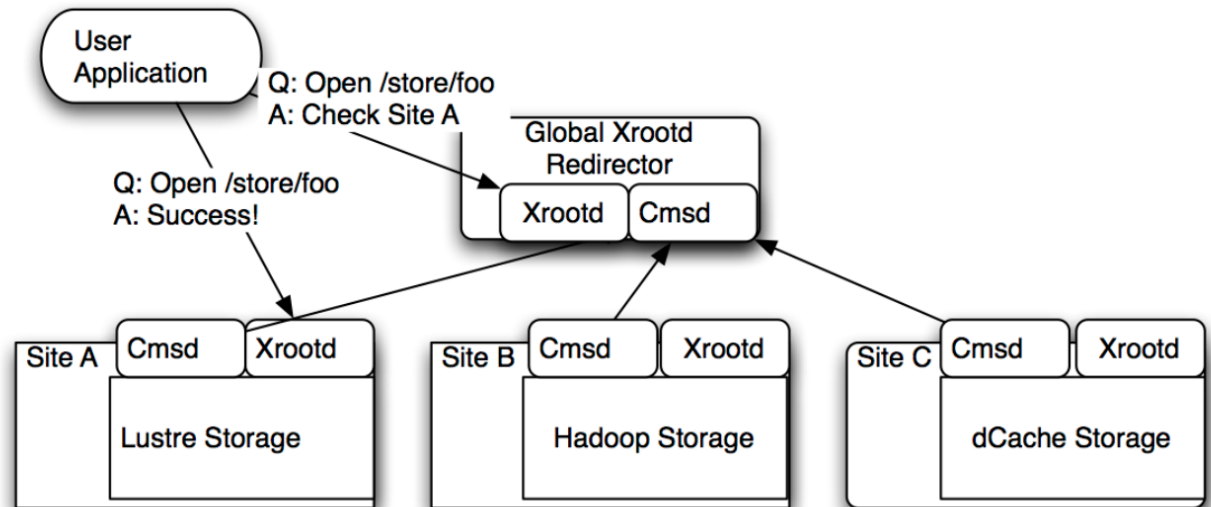 User
Application
Q: Open /store/foo
A: Check Site A
Global Xrootd
Redirector
Xrootd
Cmsd
Q: Open /store/foo
A: Success!
Site A
Cmsd
Xrootd
Lustre Storage
Site B
Cmsd
Xrootd
Hadoop Storage
Site C
Cmsd
Xrootd
dCache Storage